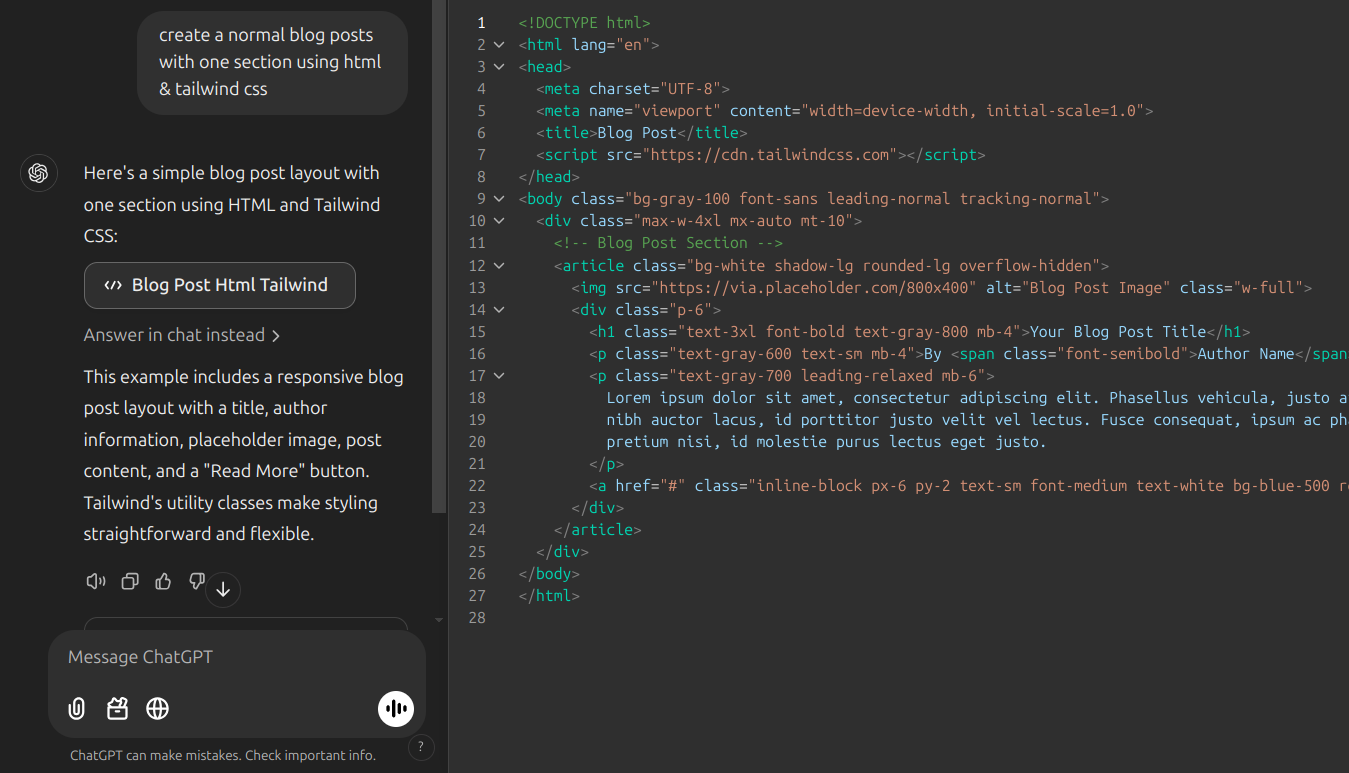 create a normal blog posts
with one section using html
& tailwind css
Here's a simple blog post layout with
one section using HTML and Tailwind
CSS:
Blog Post Html Tailwind
Answer in chat instead >
This example includes a responsive blog
post layout with a title, author
information, placeholder image, post
content, and a "Read More" button.
Tailwind's utility classes make styling
straightforward and flexible.
Message ChatGPT
ChatGPT can make mistakes. Check important info.
?
1 <!DOCTYPE html>
2 <html lang="en">
3 <head>
4 <meta charset="UTF-8">
5 <meta name="viewport" content="width=device-width, initial-scale=1.0">
6 <title>Blog Post</title>
7 <script src="https://cdn.tailwindcss.com"></script>
8 </head>
9 <body class="bg-gray-100 font-sans leading-normal tracking-normal">
10 <div class="max-w-4xl mx-auto mt-10">
11 <!-- Blog Post Section -->
12 <article class="bg-white shadow-lg rounded-lg overflow-hidden">
13 <img src="https://via.placeholder.com/800x400" alt="Blog Post Image" class="w-full">
14 <div class="p-6">
15 <h1 class="text-3xl font-bold text-gray-800 mb-4">Your Blog Post Title</h1>
16 <p class="text-gray-600 text-sm mb-4">By <span class="font-semibold">Author Name</span
17 <p class="text-gray-700 leading-relaxed mb-6">
18 Lorem ipsum dolor sit amet, consectetur adipiscing elit. Phasellus vehicula, justo a
19 nibh auctor lacus, id porttitor justo velit vel lectus. Fusce consequat, ipsum ac
20 pretium nisi, id molestie purus lectus eget justo.
21 </p>
22 <a href="#" class="inline-block px-6 py-2 text-sm font-medium text-white bg-blue-500
23 </div>
24 </article>
25 </div>
26 </body>
27 </html>
28